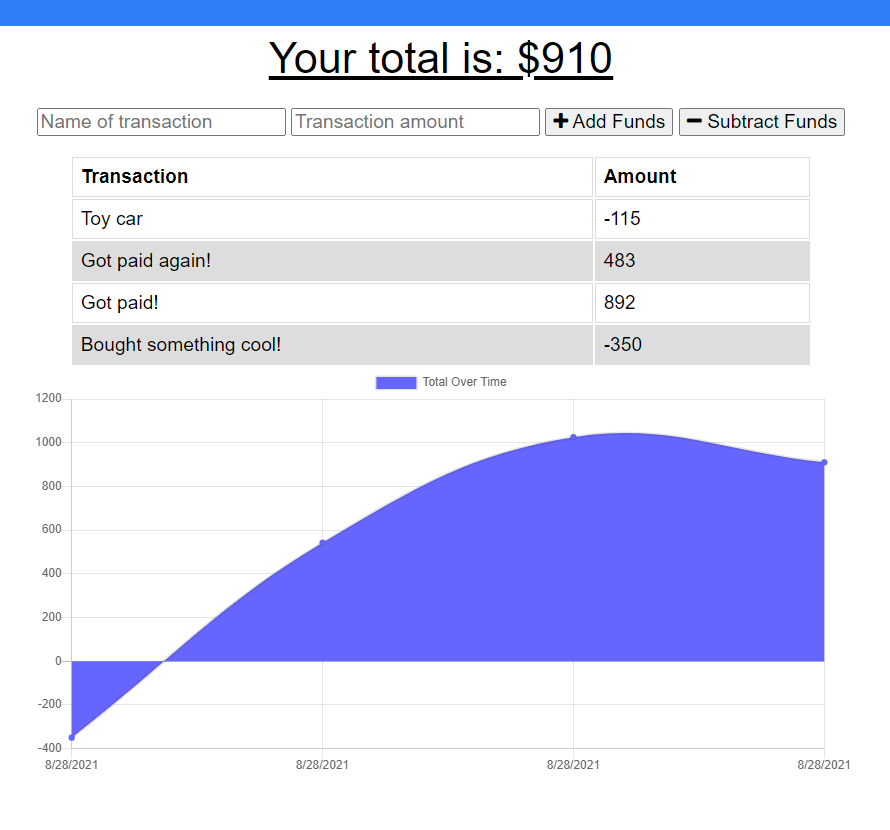 Your total is: $910
Name of transaction Transaction amount Add Funds Subtract Funds
Transaction Amount
Toy car -115
Got paid again! 483
Got paid! 892
Bought something cool! -350
Total Over Time
1200
1000
800
600
400
200
0
-200
-400
8/28/2021 8/28/2021 8/28/2021 8/28/2021